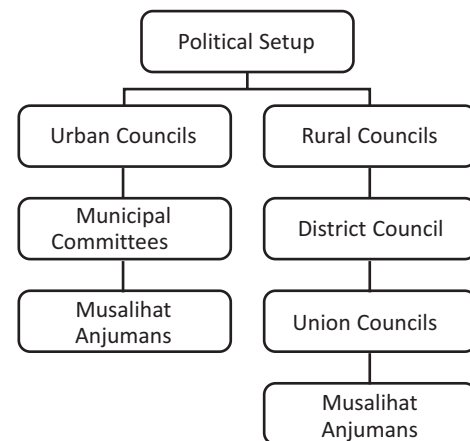 Political Setup
Urban Councils
Rural Councils
Municipal
Committees
District Council
Musalihat
Anjumans
Union Councils
Musalihat
Anjumans